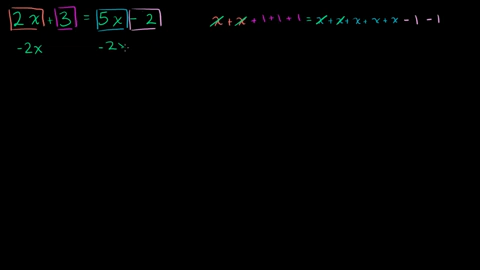 2x + 3 = 5x - 2
x + x + 1 + 1 + 1 = x + x + x + x + x - 1 - 1
-2x -2x